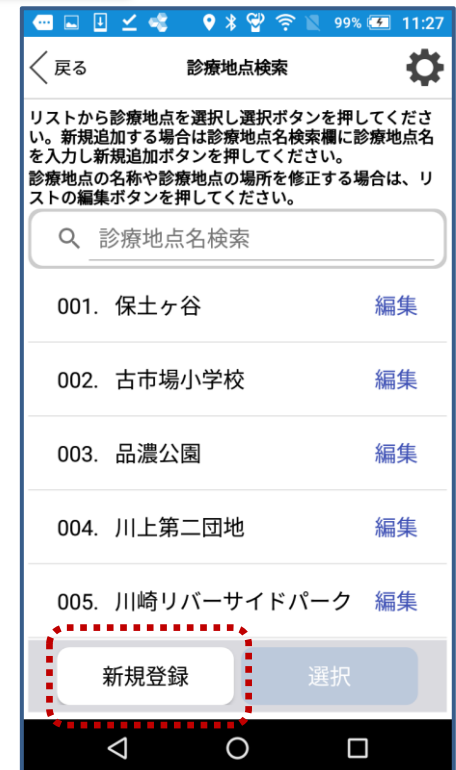 99% 11:27
戻る 診療地点検索
リストから診療地点を選択し選択ボタンを押してくださ
い。新規追加する場合は診療地点名検索欄に診療地点名
を入力し新規追加ボタンを押してください。
診療地点の名称や診療地点の場所を修正する場合は、リ
ストの編集ボタンを押してください。
診療地点名検索
001. 保土ヶ谷 編集
002. 古市場小学校 編集
003. 品濃公園 編集
004. 川上第二団地 編集
005. 川崎リバーサイドパーク 編集
新規登録 選択